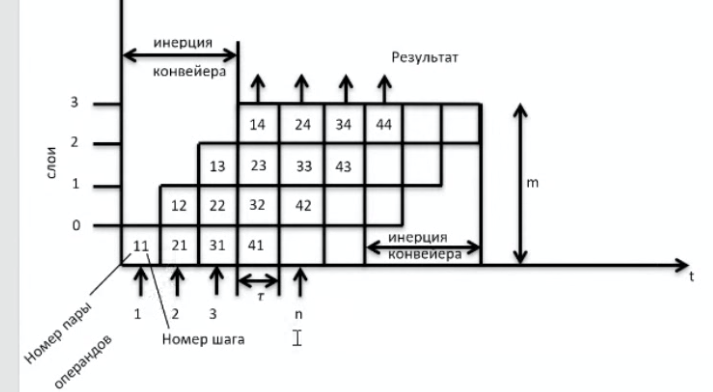 инерция
конвейера
Результат
3
14 24 34 44
2
слои
13 23 33 43
m
1
12 22 32 42
0
11 21 31 41
инерция
конвейера
t
τ
1 2 3 n
Номер шага
Номер пары
операндов